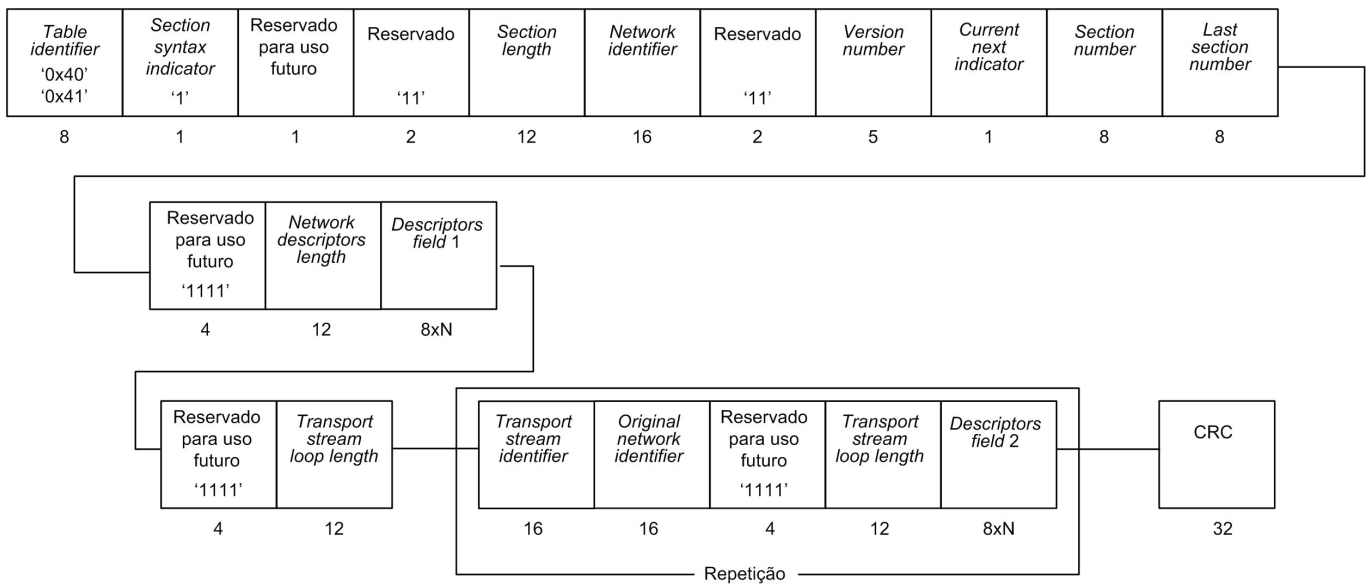 Table identifier '0x40' '0x41'
Section syntax indicator '1'
Reservado para uso futuro
Reservado '11'
Section length
Network identifier
Reservado '11'
Version number
Current next indicator
Section number
Last section number
8 1 1 2 12 16 2 5 1 8 8
Reservado para uso futuro '1111'
Network descriptors length
Descriptors field 1
4 12 8xN
Reservado para uso futuro '1111'
Transport stream loop length
Transport stream identifier
Original network identifier
Reservado para uso futuro '1111'
Transport stream loop length
Descriptors field 2
CRC
4 12 16 16 4 12 8xN 32
Repetição